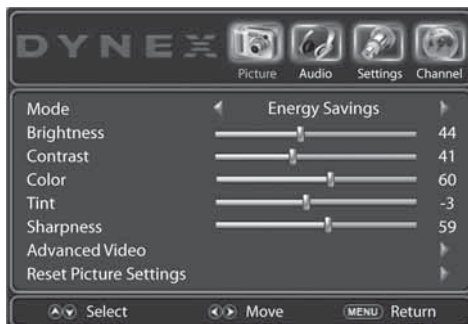 DYNEX
Picture Audio Settings Channel
Mode Energy Savings
Brightness 44
Contrast 41
Color 60
Tint -3
Sharpness 59
Advanced Video
Reset Picture Settings
Select Move MENU Return